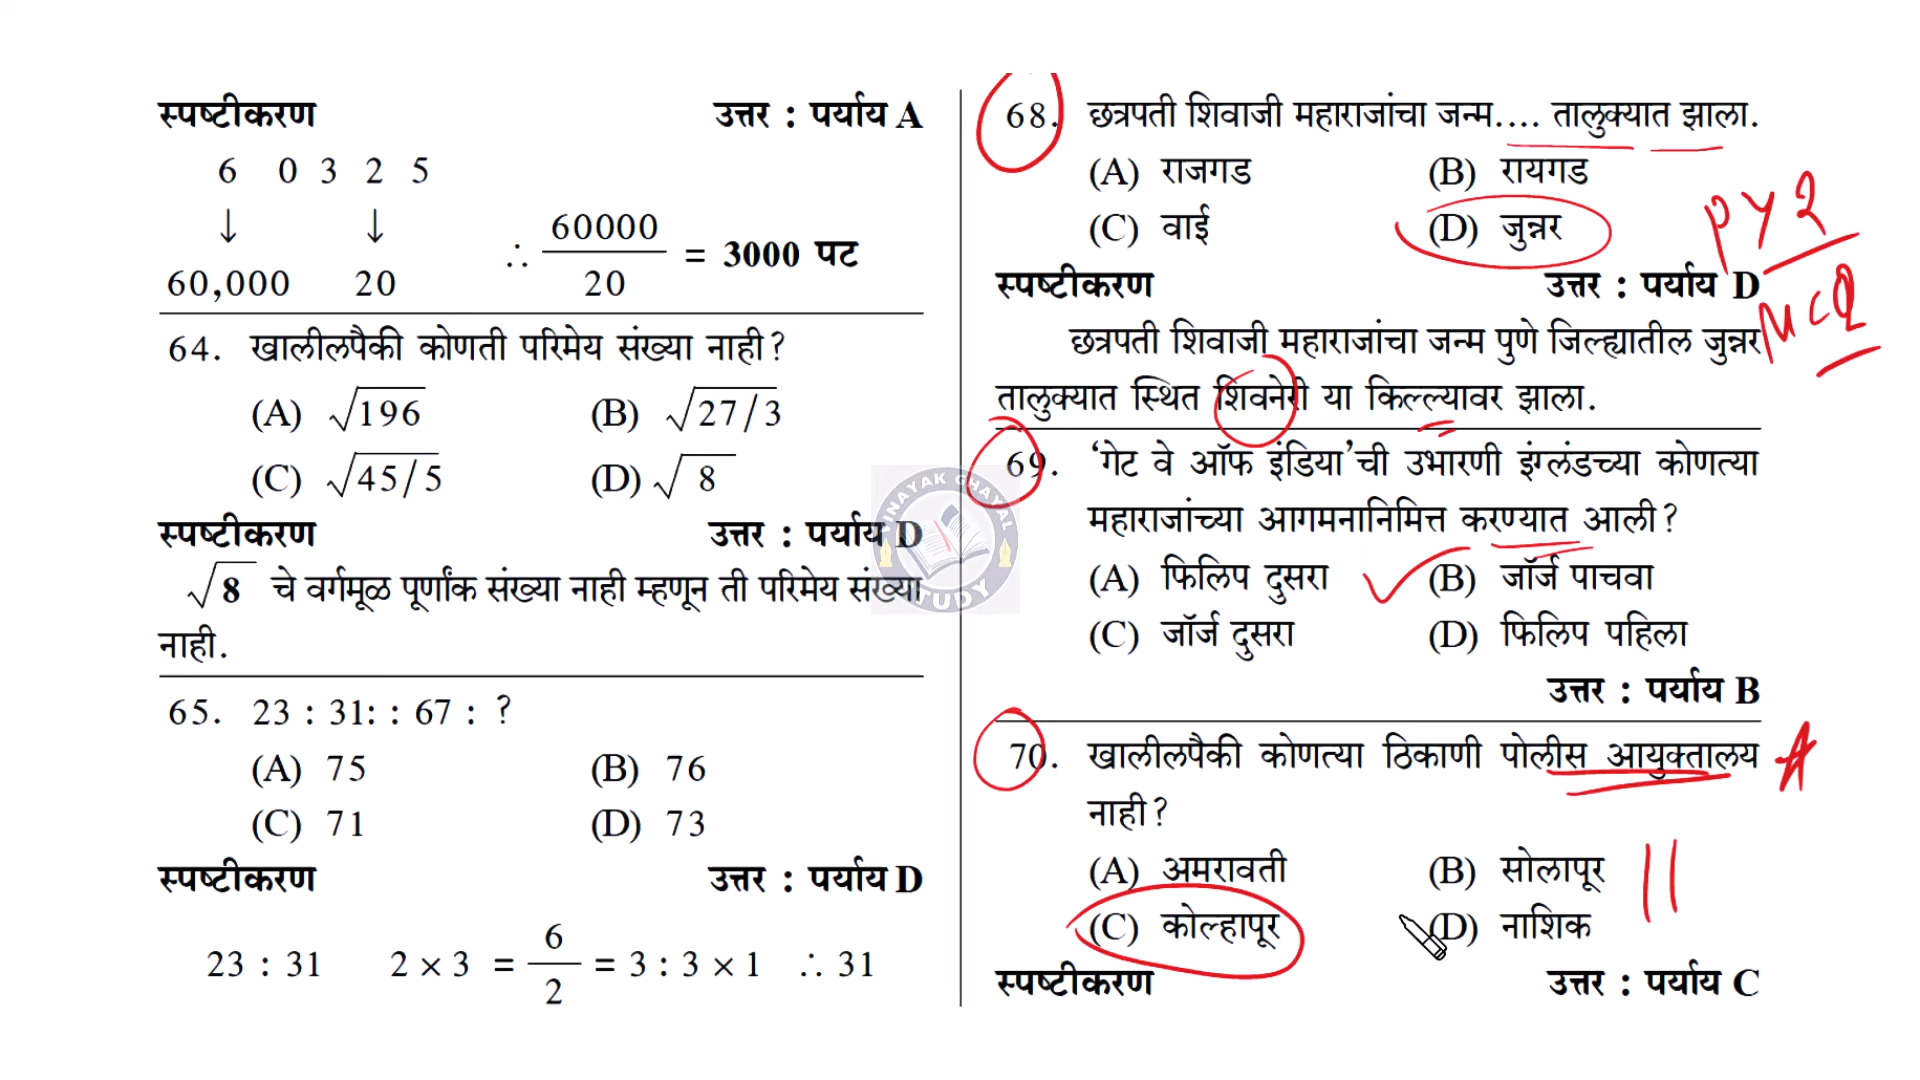 स्पष्टीकरण उत्तर : पर्याय A
6 0 3 2 5
↓ ↓
60,000 20
∴ 60000/20 = 3000 पट
64. खालीलपैकी कोणती परिमेय संख्या नाही?
(A) √196 (B) √27/3
(C) √45/5 (D) √8
स्पष्टीकरण उत्तर : पर्याय D
√8 चे वर्गमूळ पूर्णांक संख्या नाही म्हणून ती परिमेय संख्या
नाही.
65. 23 : 31: : 67 : ?
(A) 75 (B) 76
(C) 71 (D) 73
स्पष्टीकरण उत्तर : पर्याय D
23 : 31 2 × 3 = 6/2 = 3 : 3 × 1 ∴ 31
VINAYAK GHAYAL
STUDY
68. छत्रपती शिवाजी महाराजांचा जन्म.... तालुक्यात झाला.
(A) राजगड (B) रायगड
(C) वाई (D) जुन्नर
PYQ
MCQ
स्पष्टीकरण उत्तर : पर्याय D
छत्रपती शिवाजी महाराजांचा जन्म पुणे जिल्ह्यातील जुन्नर
तालुक्यात स्थित शिवनेरी या किल्ल्यावर झाला.
69. ‘गेट वे ऑफ इंडिया’ची उभारणी इंग्लंडच्या कोणत्या
महाराजांच्या आगमनानिमित्त करण्यात आली?
(A) फिलिप दुसरा (B) जॉर्ज पाचवा
(C) जॉर्ज दुसरा (D) फिलिप पहिला
उत्तर : पर्याय B
70. खालीलपैकी कोणत्या ठिकाणी पोलीस आयुक्तालय
नाही?
(A) अमरावती (B) सोलापूर
(C) कोल्हापूर (D) नाशिक
स्पष्टीकरण उत्तर : पर्याय C